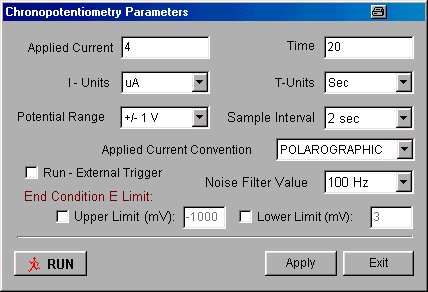 Chronopotentiometry Parameters
Applied Current 4 Time 20
I - Units uA T-Units Sec
Potential Range +/- 1 V Sample Interval 2 sec
Applied Current Convention POLAROGRAPHIC
Run - External Trigger Noise Filter Value 100 Hz
End Condition E Limit:
Upper Limit (mV): -1000 Lower Limit (mV): 3
RUN Apply Exit